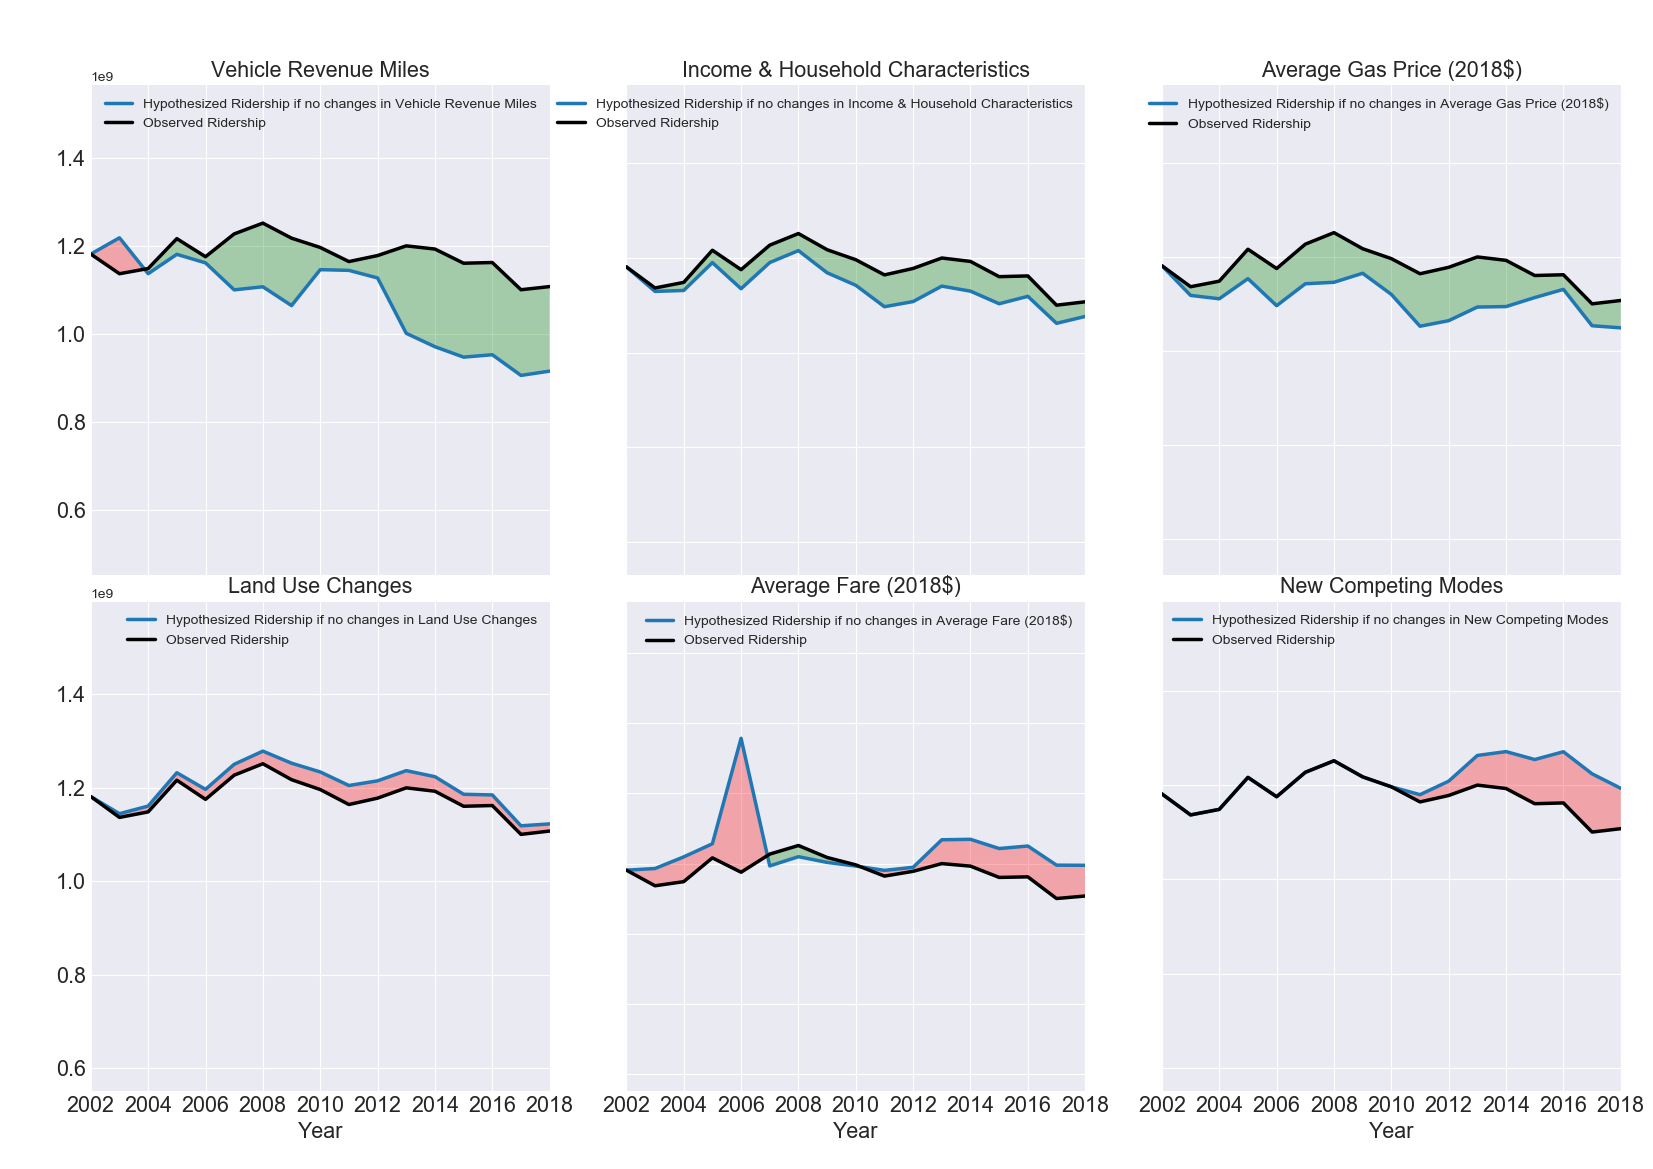 Vehicle Revenue Miles
1e9
Hypothesized Ridership if no changes in Vehicle Revenue Miles
Observed Ridership
1.4
1.2
1.0
0.8
0.6
Income & Household Characteristics
Hypothesized Ridership if no changes in Income & Household Characteristics
Observed Ridership
Average Gas Price (2018$)
Hypothesized Ridership if no changes in Average Gas Price (2018$)
Observed Ridership
Land Use Changes
1e9
Hypothesized Ridership if no changes in Land Use Changes
Observed Ridership
1.4
1.2
1.0
0.8
0.6
2002 2004 2006 2008 2010 2012 2014 2016 2018
Year
Average Fare (2018$)
Hypothesized Ridership if no changes in Average Fare (2018$)
Observed Ridership
2002 2004 2006 2008 2010 2012 2014 2016 2018
Year
New Competing Modes
Hypothesized Ridership if no changes in New Competing Modes
Observed Ridership
2002 2004 2006 2008 2010 2012 2014 2016 2018
Year